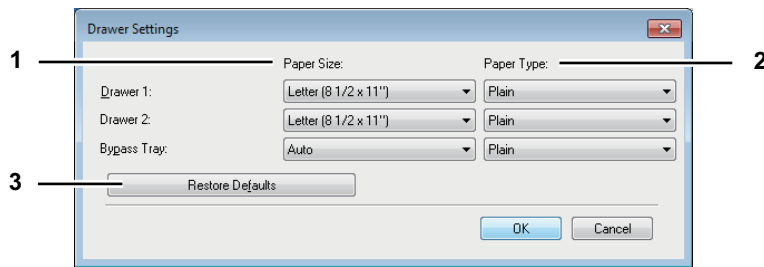 Drawer Settings
1 Paper Size: Paper Type: 2
Drawer 1: Letter (8 1/2 x 11") Plain
Drawer 2: Letter (8 1/2 x 11") Plain
Bypass Tray: Auto Plain
3 Restore Defaults
OK Cancel